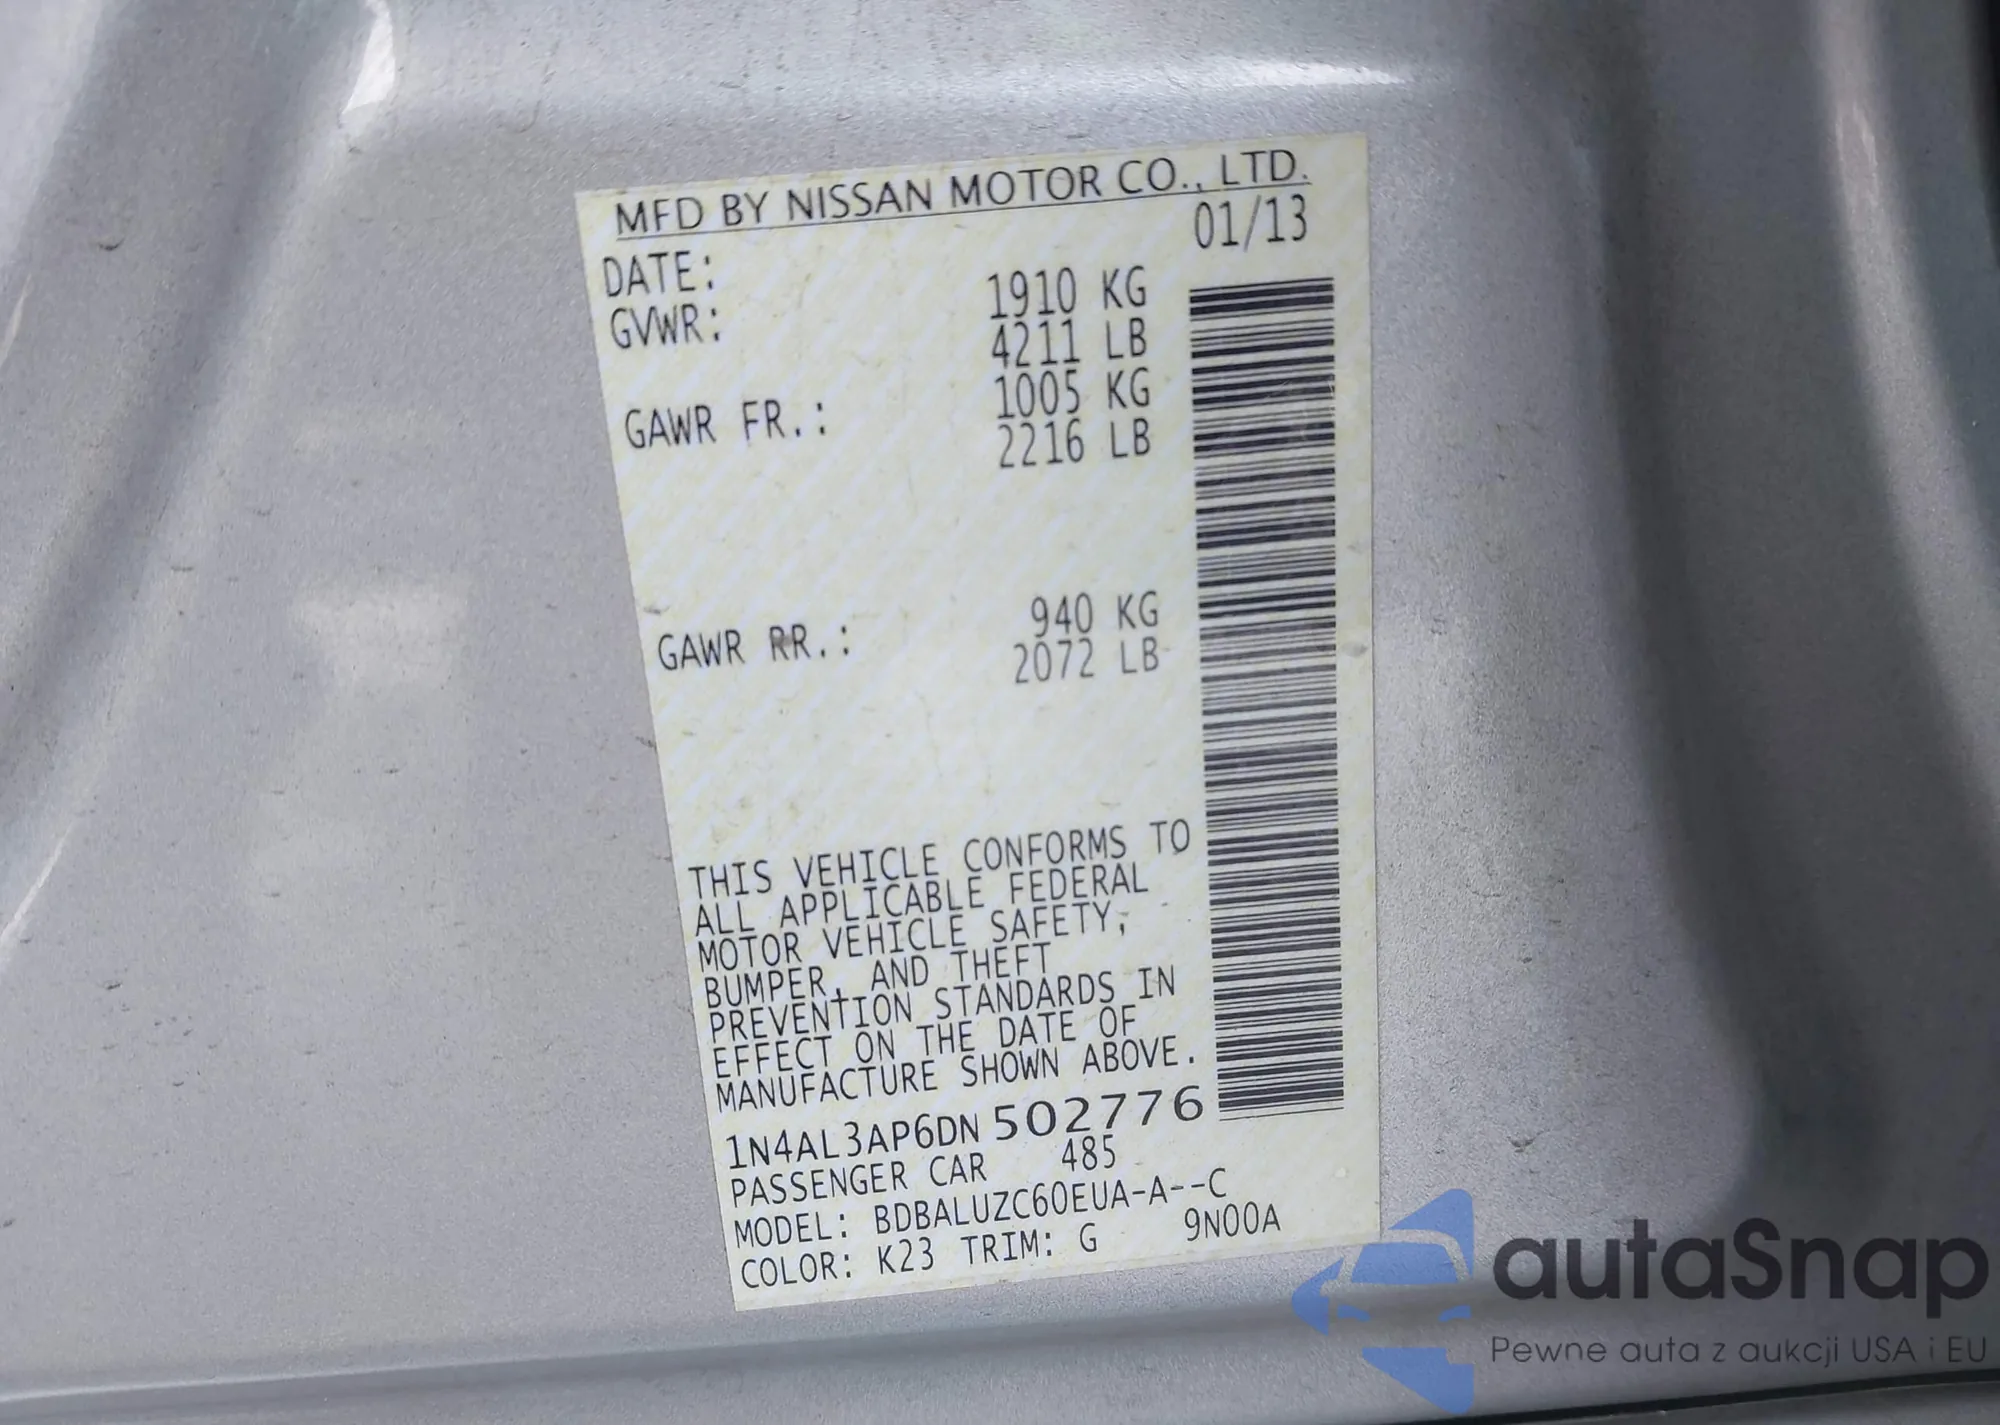 MFD BY NISSAN MOTOR CO., LTD.
DATE: 01/13
GVWR: 1910 KG
4211 LB
GAWR FR.: 1005 KG
2216 LB
GAWR RR.: 940 KG
2072 LB
THIS VEHICLE CONFORMS TO
ALL APPLICABLE FEDERAL
MOTOR VEHICLE SAFETY,
BUMPER, AND THEFT
PREVENTION STANDARDS IN
EFFECT ON THE DATE OF
MANUFACTURE SHOWN ABOVE.
1N4AL3AP6DN502776
PASSENGER CAR 485
MODEL: BDBALUZC60EUA-A--C
COLOR: K23 TRIM: G 9N00A
autoSnap
Pewne auta z aukcji USA i EU